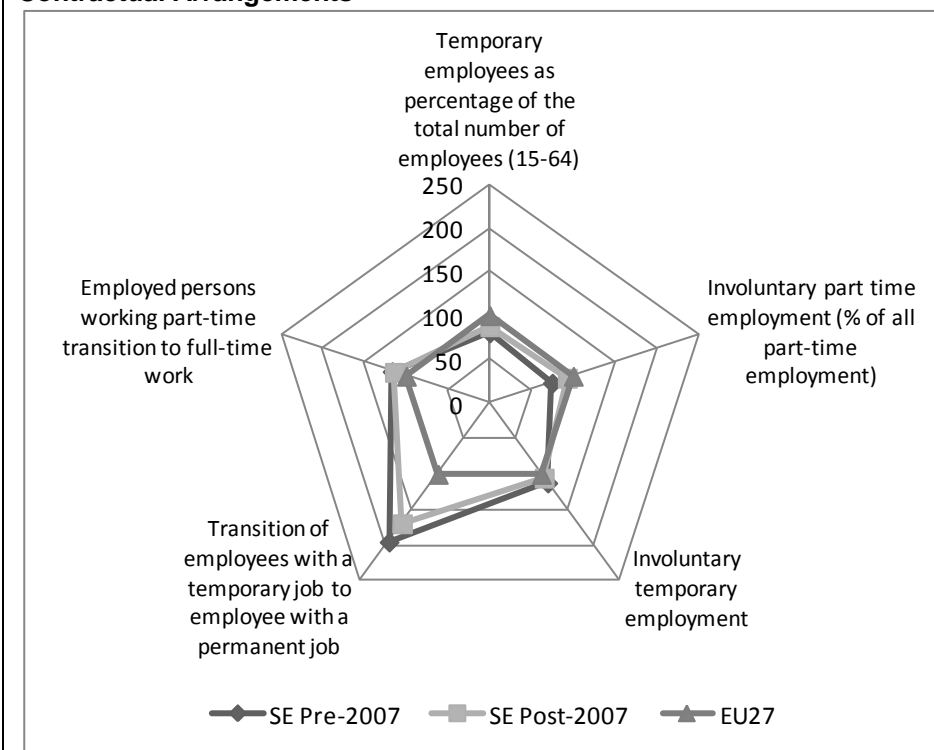 Contractual Arrangements
Temporary
employees as
percentage of the
total number of
employees (15-64)
250
200
150
100
50
0
Involuntary part time
employment (% of all
part-time
employment)
Involuntary
temporary
employment
Transition of
employees with a
temporary job to
employee with a
permanent job
Employed persons
working part-time
transition to full-time
work
SE Pre-2007
SE Post-2007
EU27